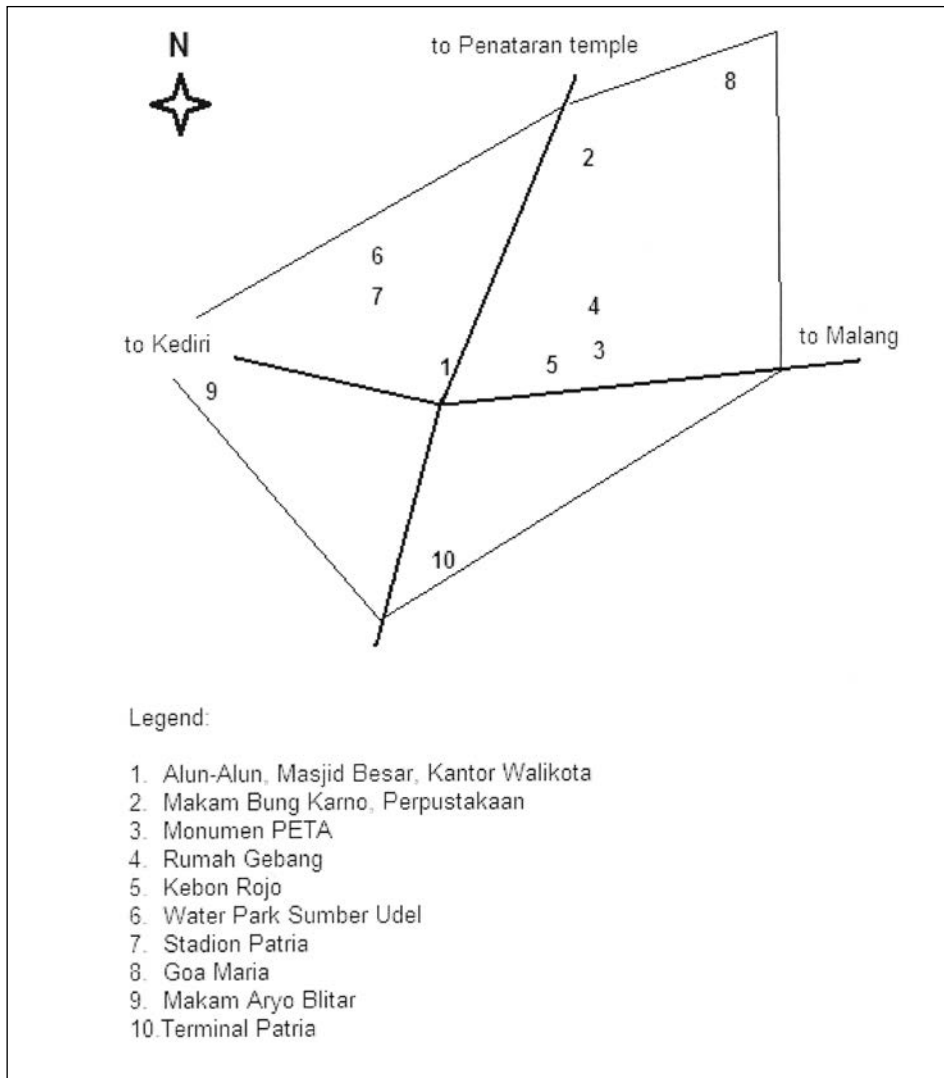 N
to Penataran temple
8
2
6
7
4
to Kediri
1
5
3
to Malang
9
10
Legend:
1. Alun-Alun, Masjid Besar, Kantor Walikota
2. Makam Bung Karno, Perpustakaan
3. Monumen PETA
4. Rumah Gebang
5. Kebon Rojo
6. Water Park Sumber Udel
7. Stadion Patria
8. Goa Maria
9. Makam Aryo Blitar
10.Terminal Patria